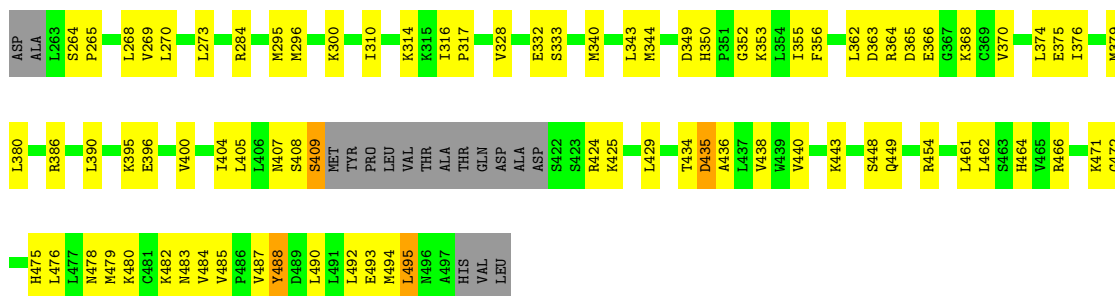 ASP ALA L263 S264 P265 L268 V269 L270 L273 R284 M295 M296 K300 I310 K314 K315 I316 P317 V328 E332 S333 M340 L343 M344 D349 H350 P351 G352 K353 L354 I355 F356 L362 D363 R364 D365 E366 G367 K368 C369 V370 L374 E375 I376 M379
L380 R386 L390 K395 E396 V400 I404 L405 L406 N407 S408 S409 MET TYR PRO LEU VAL THR ALA THR GLN ASP ALA ASP S422 S423 R424 K425 L429 T434 D435 A436 L437 V438 W439 V440 K443 S448 Q449 R454 L461 L462 S463 H464 V465 R466 K471
H475 L476 L477 N478 M479 K480 C481 K482 N483 V484 V485 P486 V487 Y488 D489 L490 L491 L492 E493 M494 L495 N496 A497 HIS VAL LEU